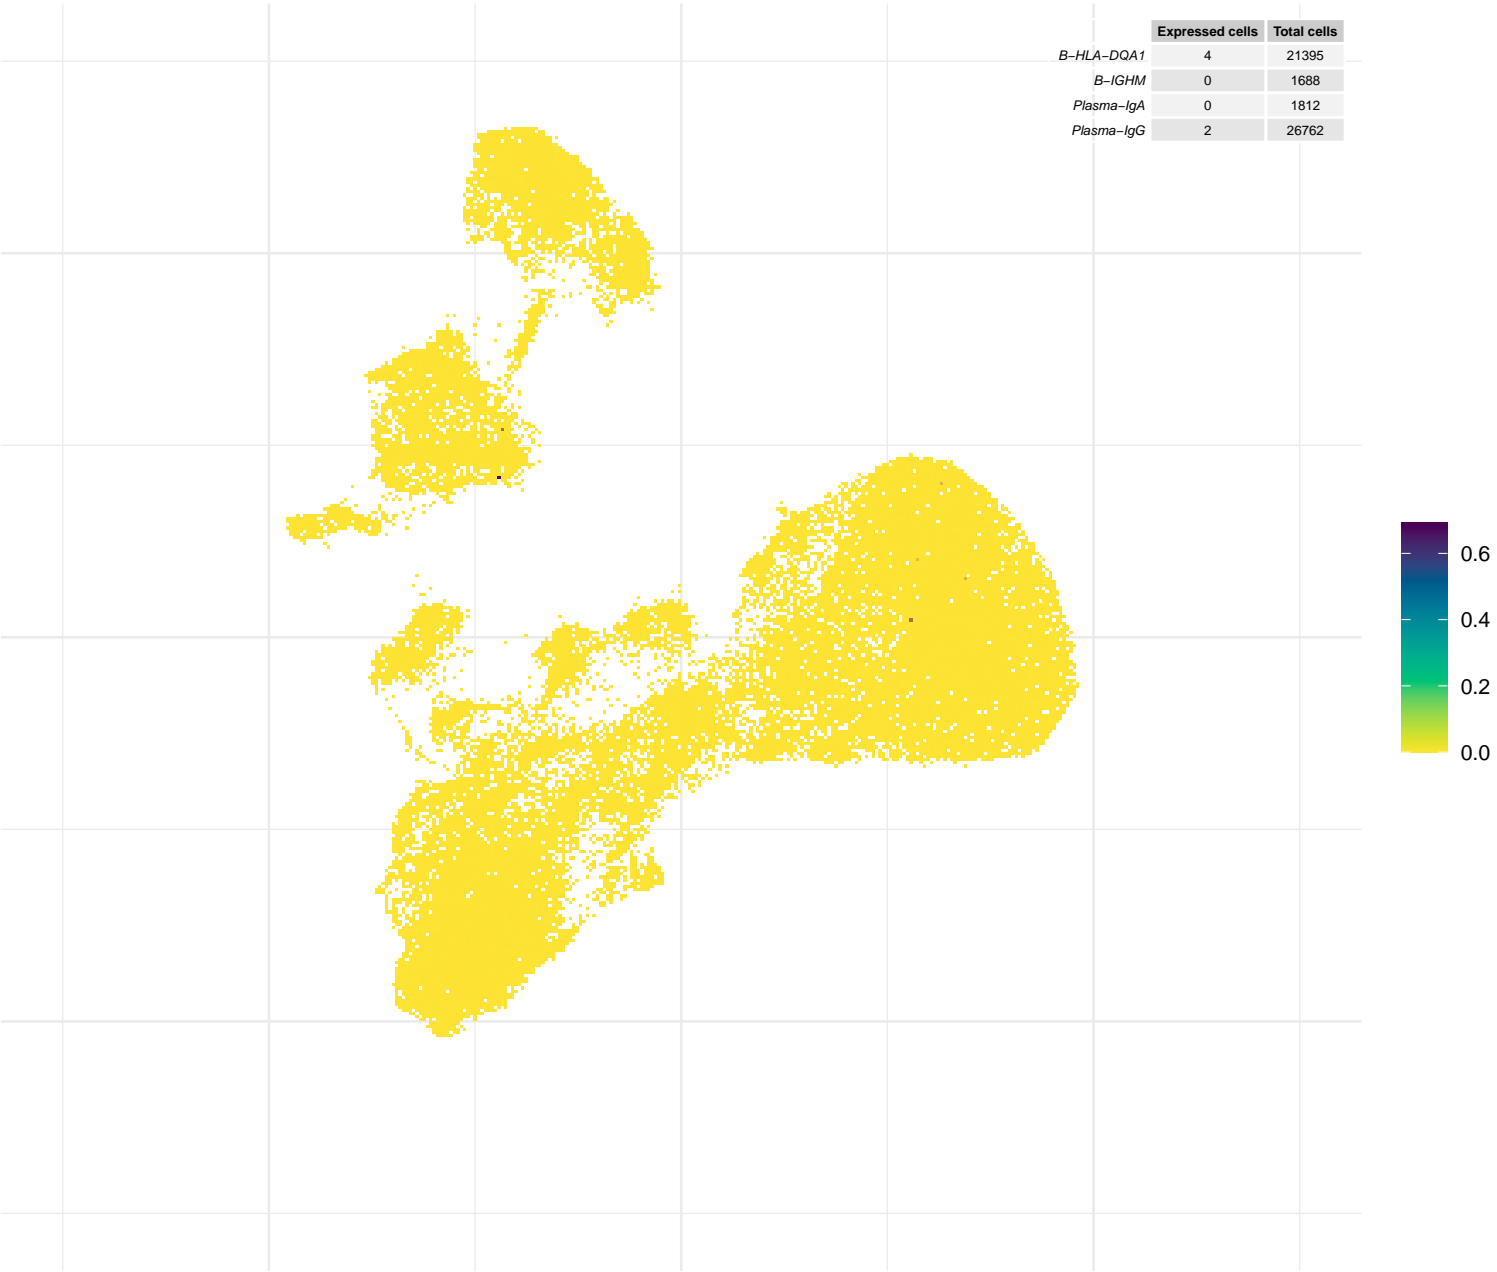 Expressed cells Total cells
B−HLA−DQA1 4 21395
B−IGHM 0 1688
Plasma−IgA 0 1812
Plasma−IgG 2 26762
0.6
0.4
0.2
0.0